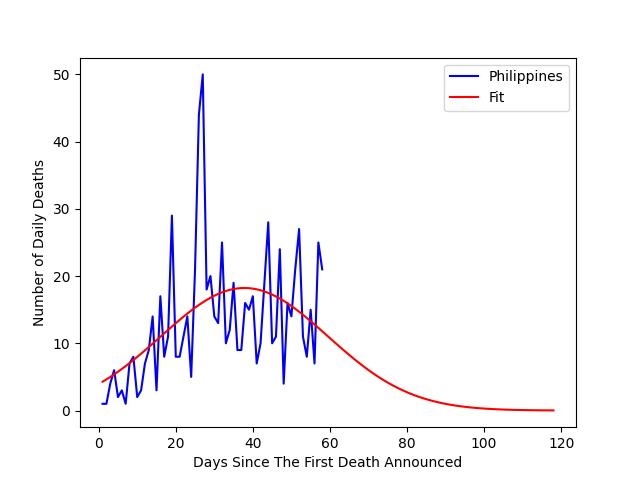 Philippines
Fit
50
40
30
20
10
0
Number of Daily Deaths
0 20 40 60 80 100 120
Days Since The First Death Announced